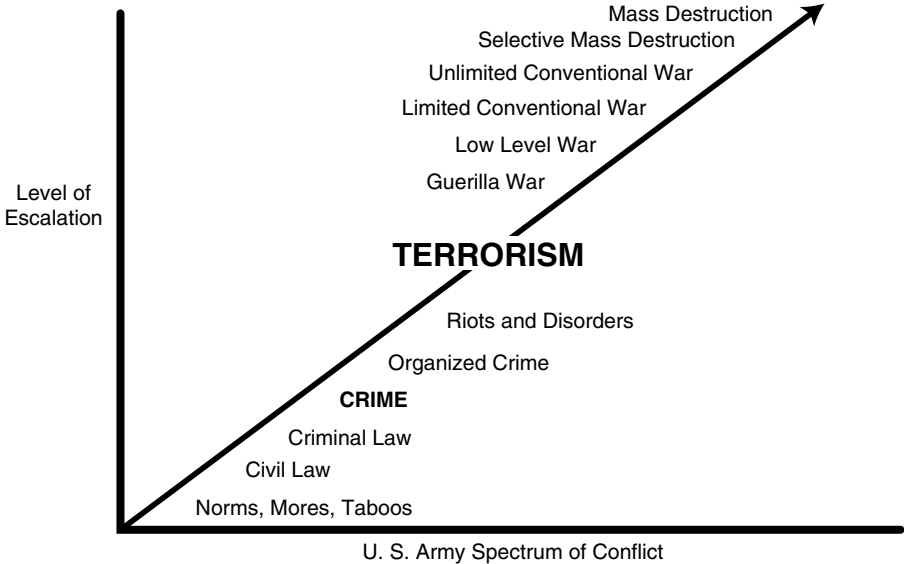 Mass Destruction
Selective Mass Destruction
Unlimited Conventional War
Limited Conventional War
Low Level War
Guerilla War
Level of
Escalation
TERRORISM
Riots and Disorders
Organized Crime
CRIME
Criminal Law
Civil Law
Norms, Mores, Taboos
U. S. Army Spectrum of Conflict